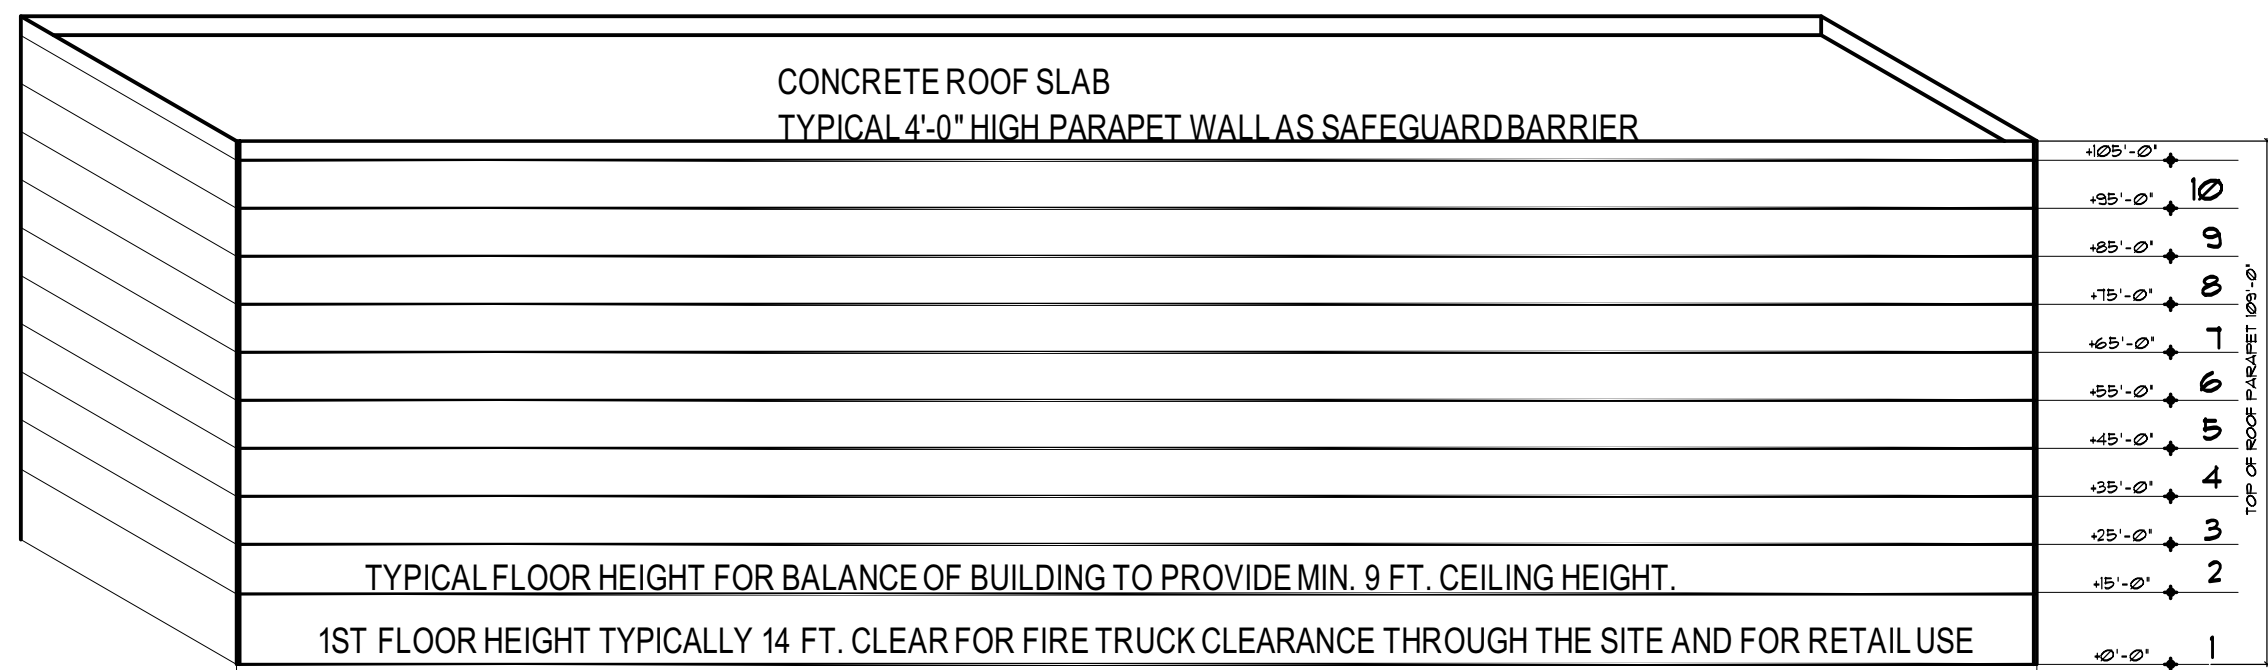 CONCRETE ROOF SLAB
TYPICAL 4'-0" HIGH PARAPET WALL AS SAFEGUARD BARRIER
+105'-0"
+95'-0" 10
+85'-0" 9
+75'-0" 8
+65'-0" 7
+55'-0" 6
+45'-0" 5
+35'-0" 4
+25'-0" 3
TYPICAL FLOOR HEIGHT FOR BALANCE OF BUILDING TO PROVIDE MIN. 9 FT. CEILING HEIGHT.
+15'-0" 2
1ST FLOOR HEIGHT TYPICALLY 14 FT. CLEAR FOR FIRE TRUCK CLEARANCE THROUGH THE SITE AND FOR RETAIL USE
+0'-0" 1
TOP OF ROOF PARAPET 109'-0"